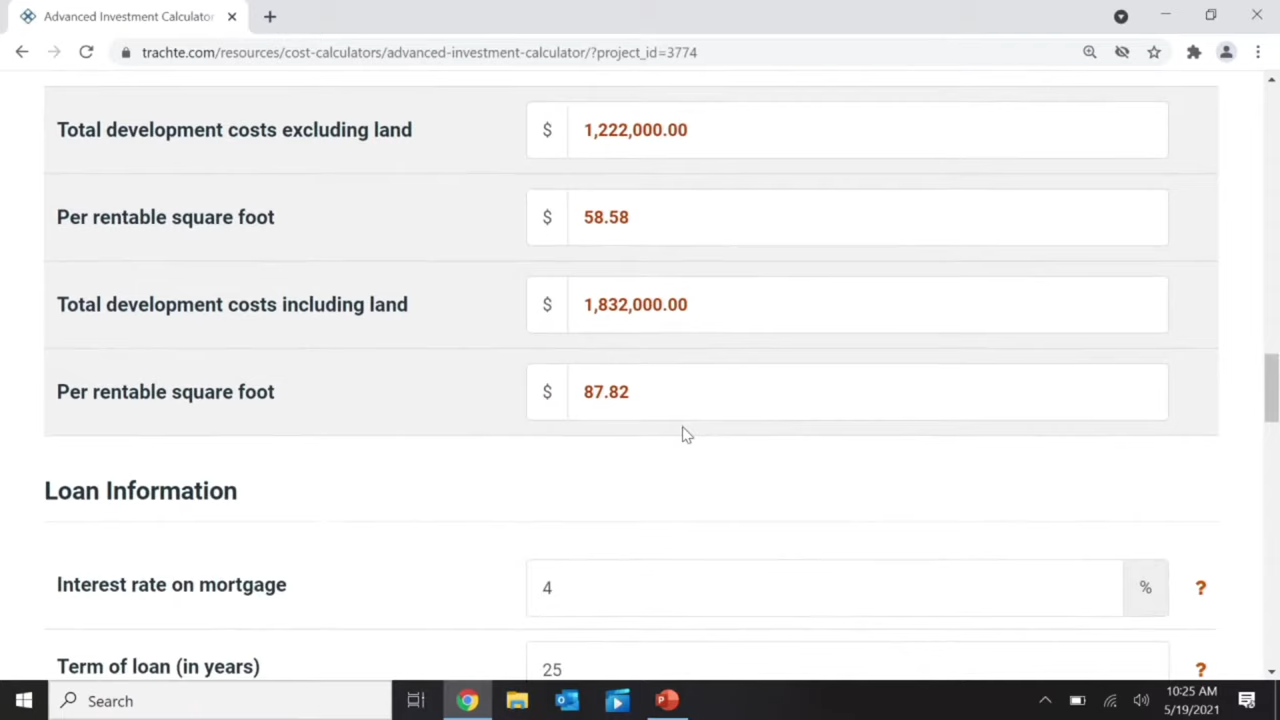 Advanced Investment Calculator
trachte.com/resources/cost-calculators/advanced-investment-calculator/?project_id=3774
Total development costs excluding land $ 1,222,000.00
Per rentable square foot $ 58.58
Total development costs including land $ 1,832,000.00
Per rentable square foot $ 87.82
Loan Information
Interest rate on mortgage 4 % ?
Term of loan (in years) 25 ?
Search
10:25 AM
5/19/2021